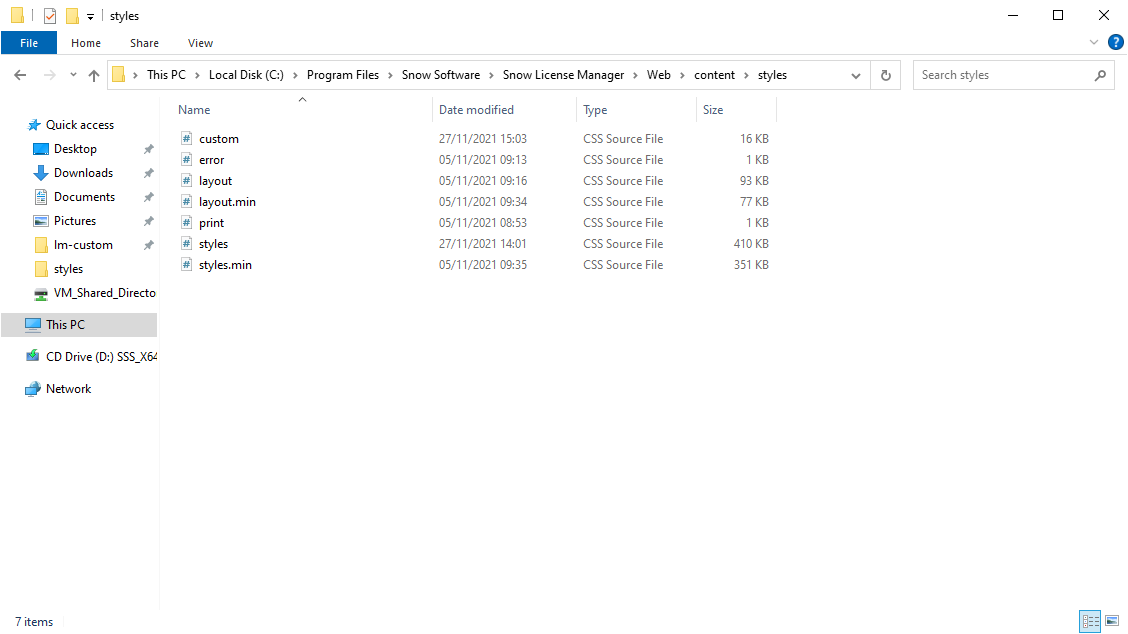 styles
File Home Share View
This PC Local Disk (C:) Program Files Snow Software Snow License Manager Web content styles
Search styles
Name Date modified Type Size
Quick access
Desktop
Downloads
Documents
Pictures
lm-custom
styles
VM_Shared_Directo
This PC
CD Drive (D:) SSS_X64
Network
custom 27/11/2021 15:03 CSS Source File 16 KB
error 05/11/2021 09:13 CSS Source File 1 KB
layout 05/11/2021 09:16 CSS Source File 93 KB
layout.min 05/11/2021 09:34 CSS Source File 77 KB
print 05/11/2021 08:53 CSS Source File 1 KB
styles 27/11/2021 14:01 CSS Source File 410 KB
styles.min 05/11/2021 09:35 CSS Source File 351 KB
7 items